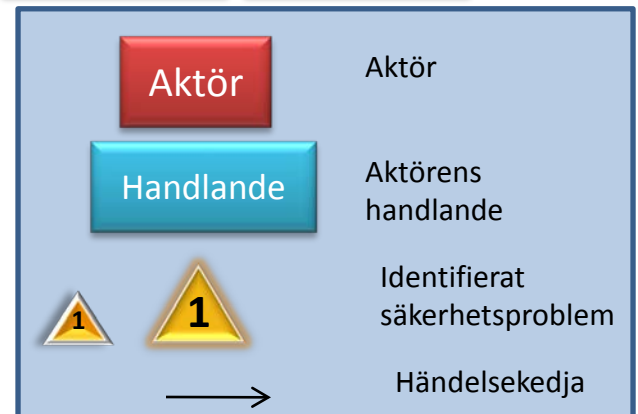 Aktör
Aktör
Handlande
Aktörens
handlande
1
1
Identifierat
säkerhetsproblem
Händelsekedja